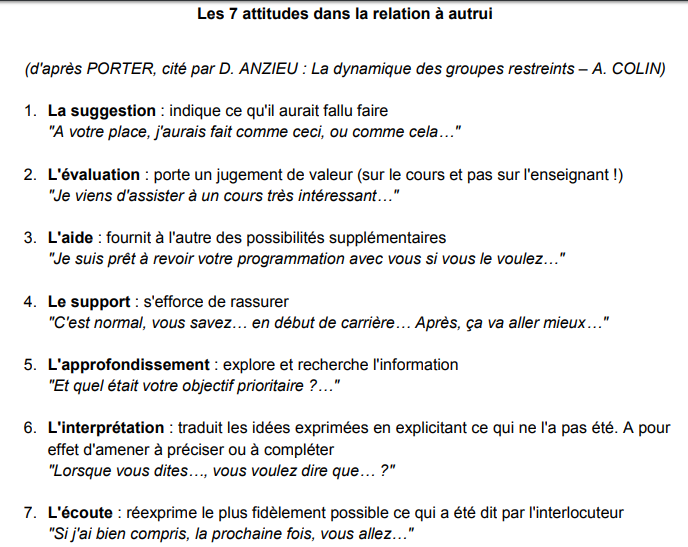 Les 7 attitudes dans la relation à autrui
(d'après PORTER, cité par D. ANZIEU : La dynamique des groupes restreints – A. COLIN)
1. La suggestion : indique ce qu'il aurait fallu faire
"A votre place, j'aurais fait comme ceci, ou comme cela…"
2. L'évaluation : porte un jugement de valeur (sur le cours et pas sur l'enseignant !)
"Je viens d'assister à un cours très intéressant…"
3. L'aide : fournit à l'autre des possibilités supplémentaires
"Je suis prêt à revoir votre programmation avec vous si vous le voulez…"
4. Le support : s'efforce de rassurer
"C'est normal, vous savez… en début de carrière… Après, ça va aller mieux…"
5. L'approfondissement : explore et recherche l'information
"Et quel était votre objectif prioritaire ?…"
6. L'interprétation : traduit les idées exprimées en explicitant ce qui ne l'a pas été. A pour
effet d'amener à préciser ou à compléter
"Lorsque vous dites…, vous voulez dire que… ?"
7. L'écoute : réexprime le plus fidèlement possible ce qui a été dit par l'interlocuteur
"Si j'ai bien compris, la prochaine fois, vous allez…"